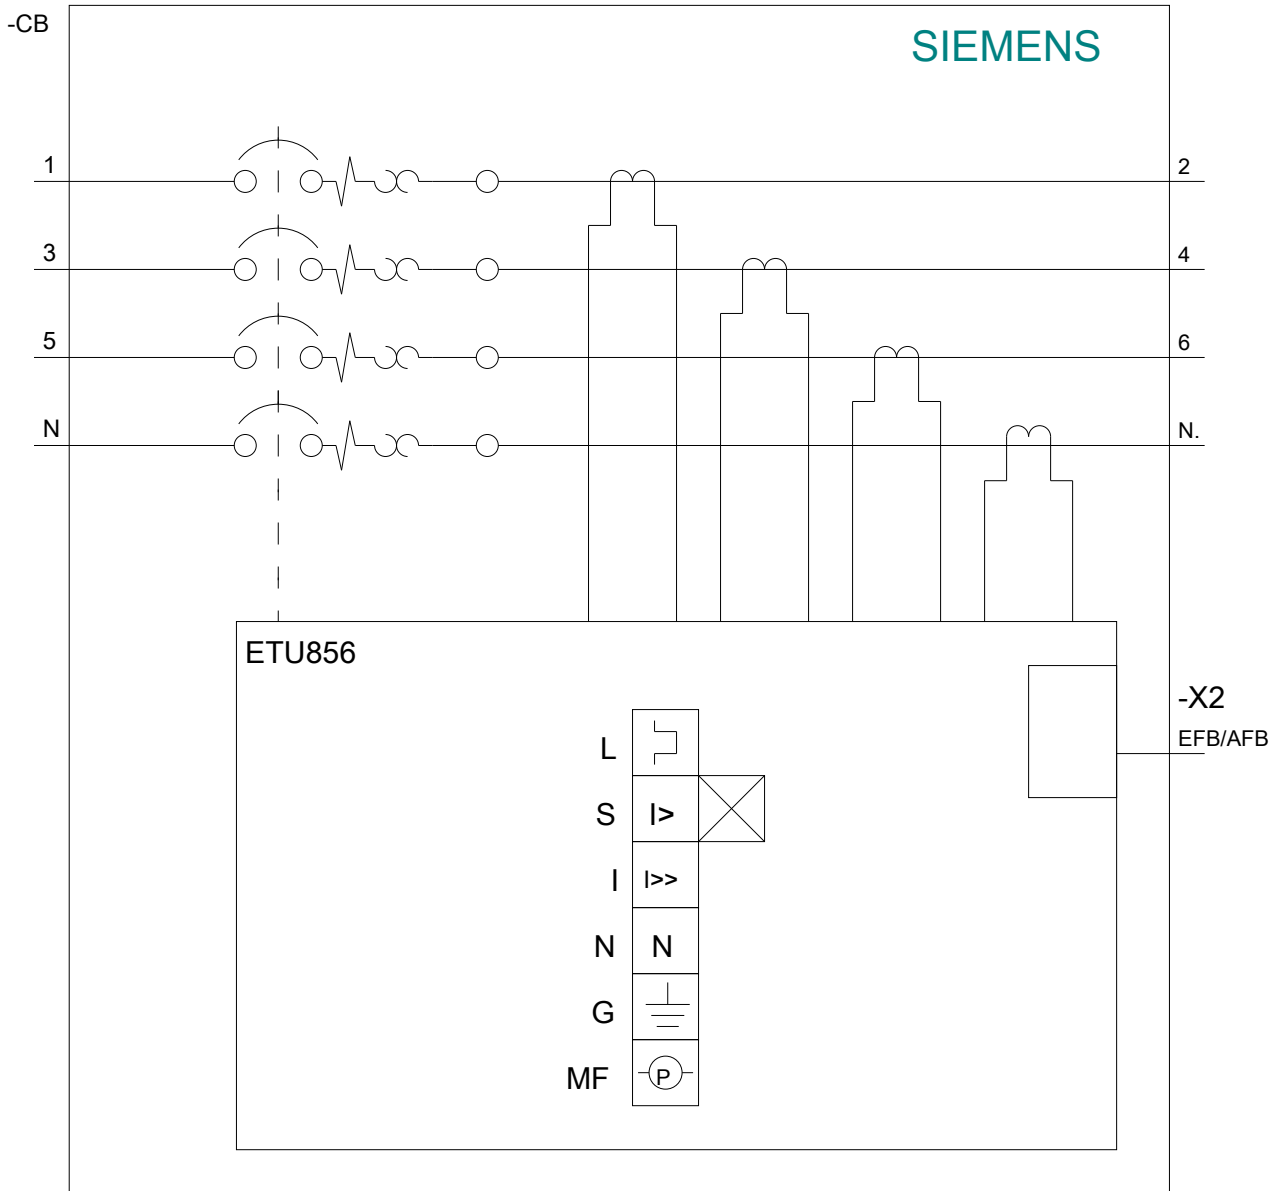 -CB
SIEMENS
1
2
3
4
5
6
N
N.
ETU856
-X2
EFB/AFB
L
S I>
I I>>
N N
G
MF P